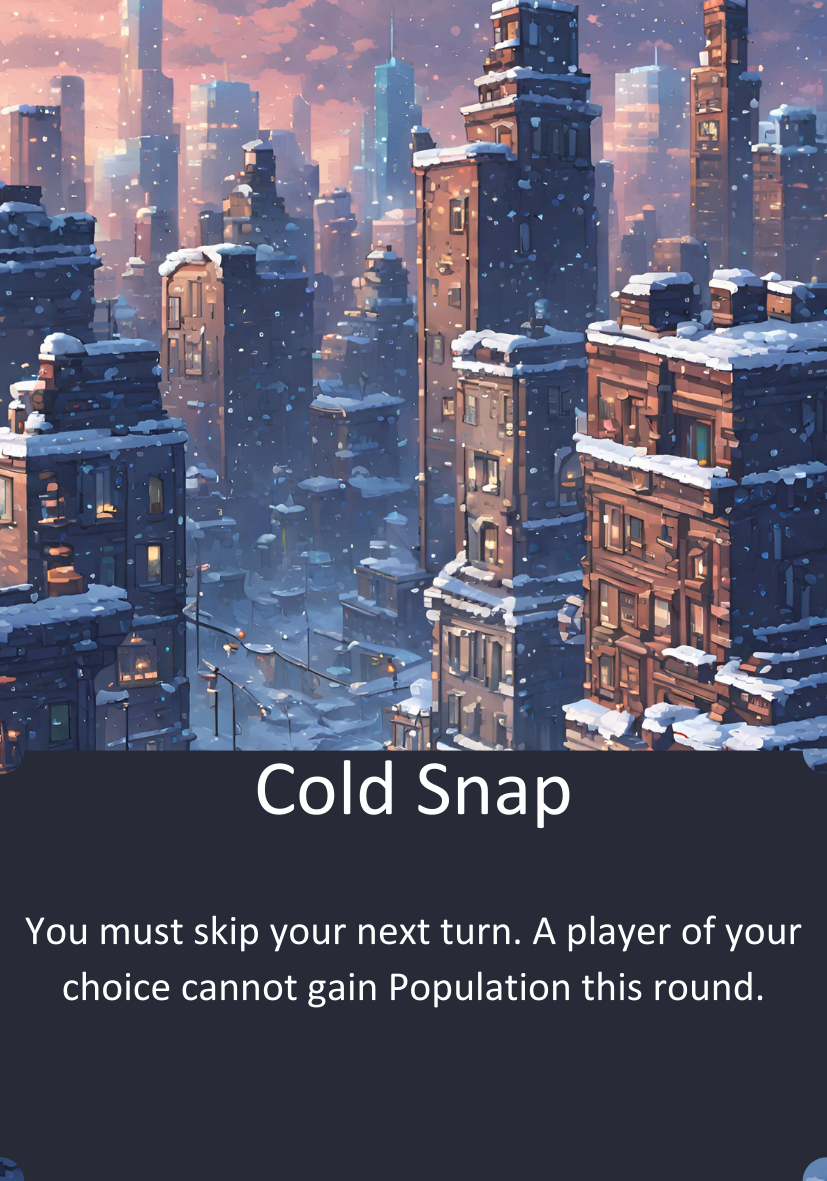 Cold Snap
You must skip your next turn. A player of your
choice cannot gain Population this round.